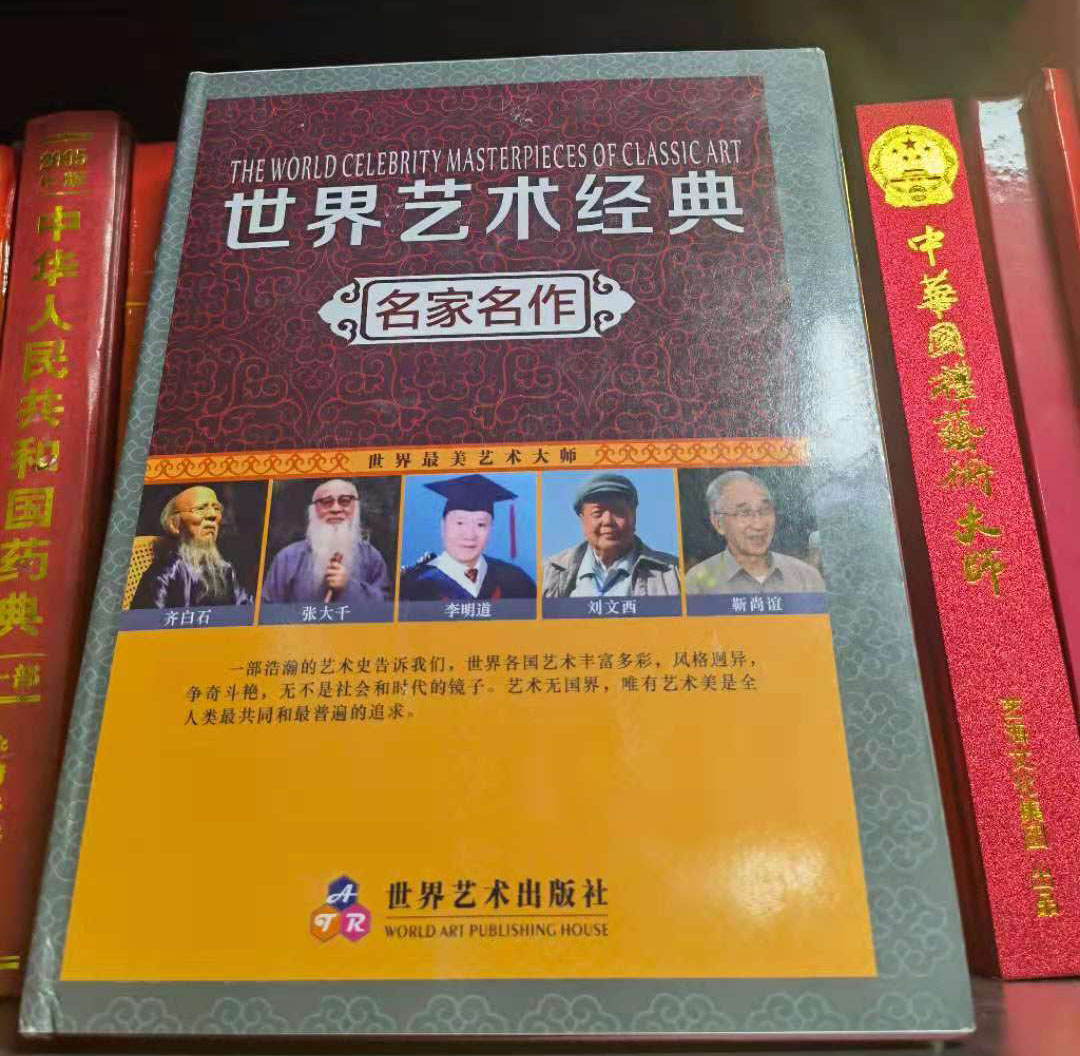 THE WORLD CELEBRITY MASTERPIECES OF CLASSIC ART
世界艺术经典
名家名作
世界最美艺术大师
齐白石
张大千
李明道
刘文西
靳尚谊
一部浩瀚的艺术史告诉我们，世界各国艺术丰富多彩，风格迥异，
争奇斗艳，无不是社会和时代的镜子。艺术无国界，唯有艺术美是全
人类最共同和最普遍的追求。
A
T R
世界艺术出版社
WORLD ART PUBLISHING HOUSE
中华人民共和国药典
一部
中華國禮藝術大师